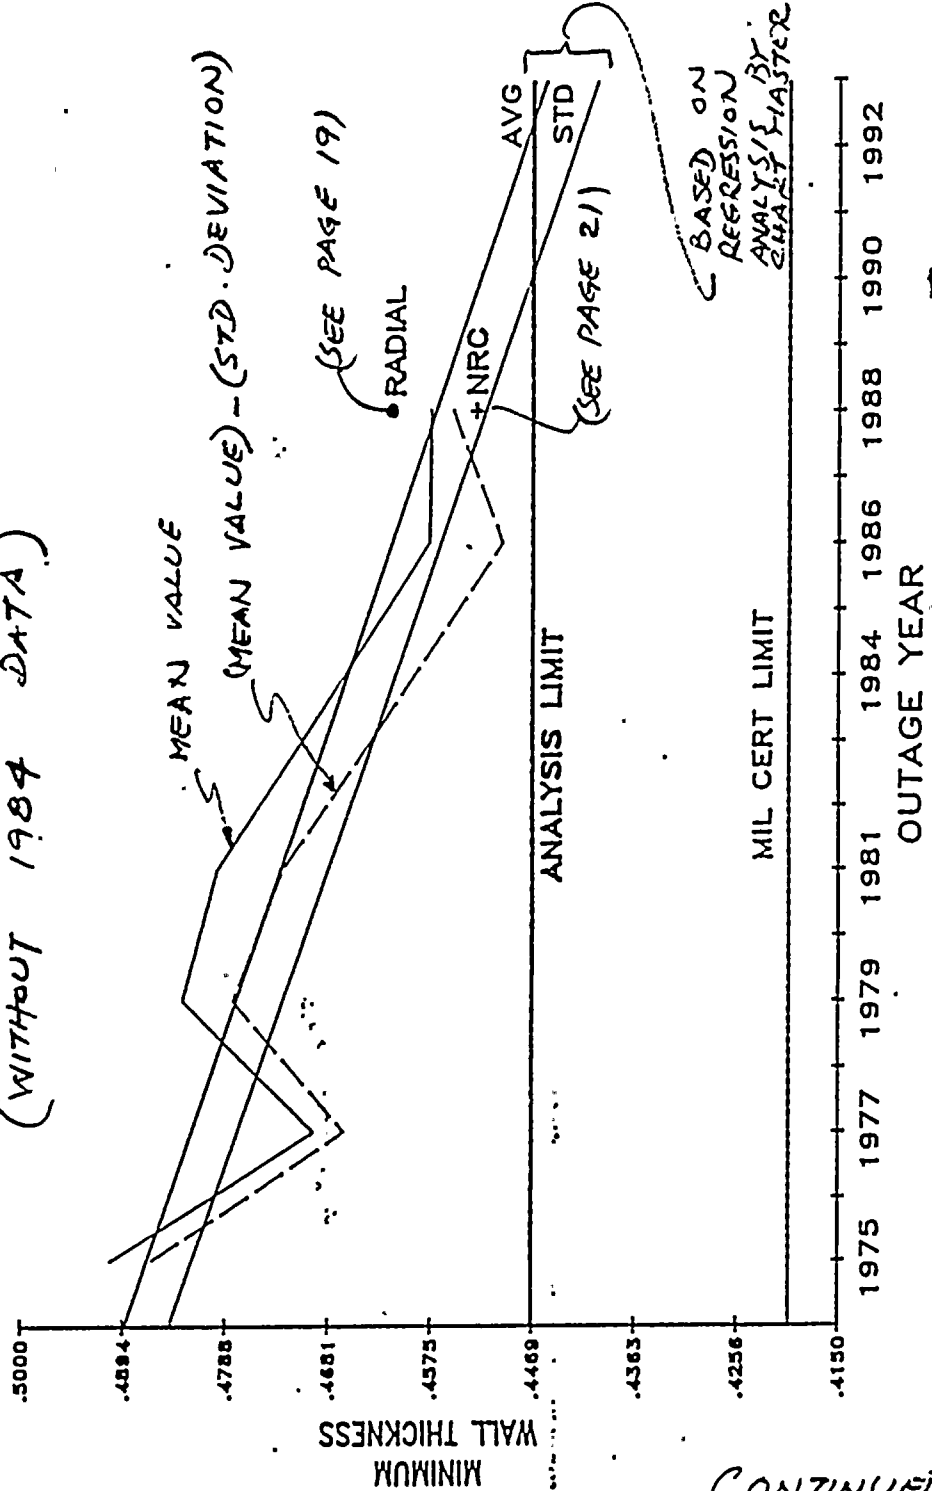 (WITHOUT 1984 DATA)
MEAN VALUE
(MEAN VALUE) - (STD. DEVIATION)
(SEE PAGE 19)
RADIAL
+NRC
(SEE PAGE 21)
AVG
STD
BASED ON
REGRESSION
ANALYSIS BY
CHART MASTER
ANALYSIS LIMIT
MIL CERT LIMIT
MINIMUM
WALL THICKNESS
.5000
.4894
.4788
.4681
.4575
.4469
.4363
.4256
.4150
1975 1977 1979 1981 1984 1986 1988 1990 1992
OUTAGE YEAR